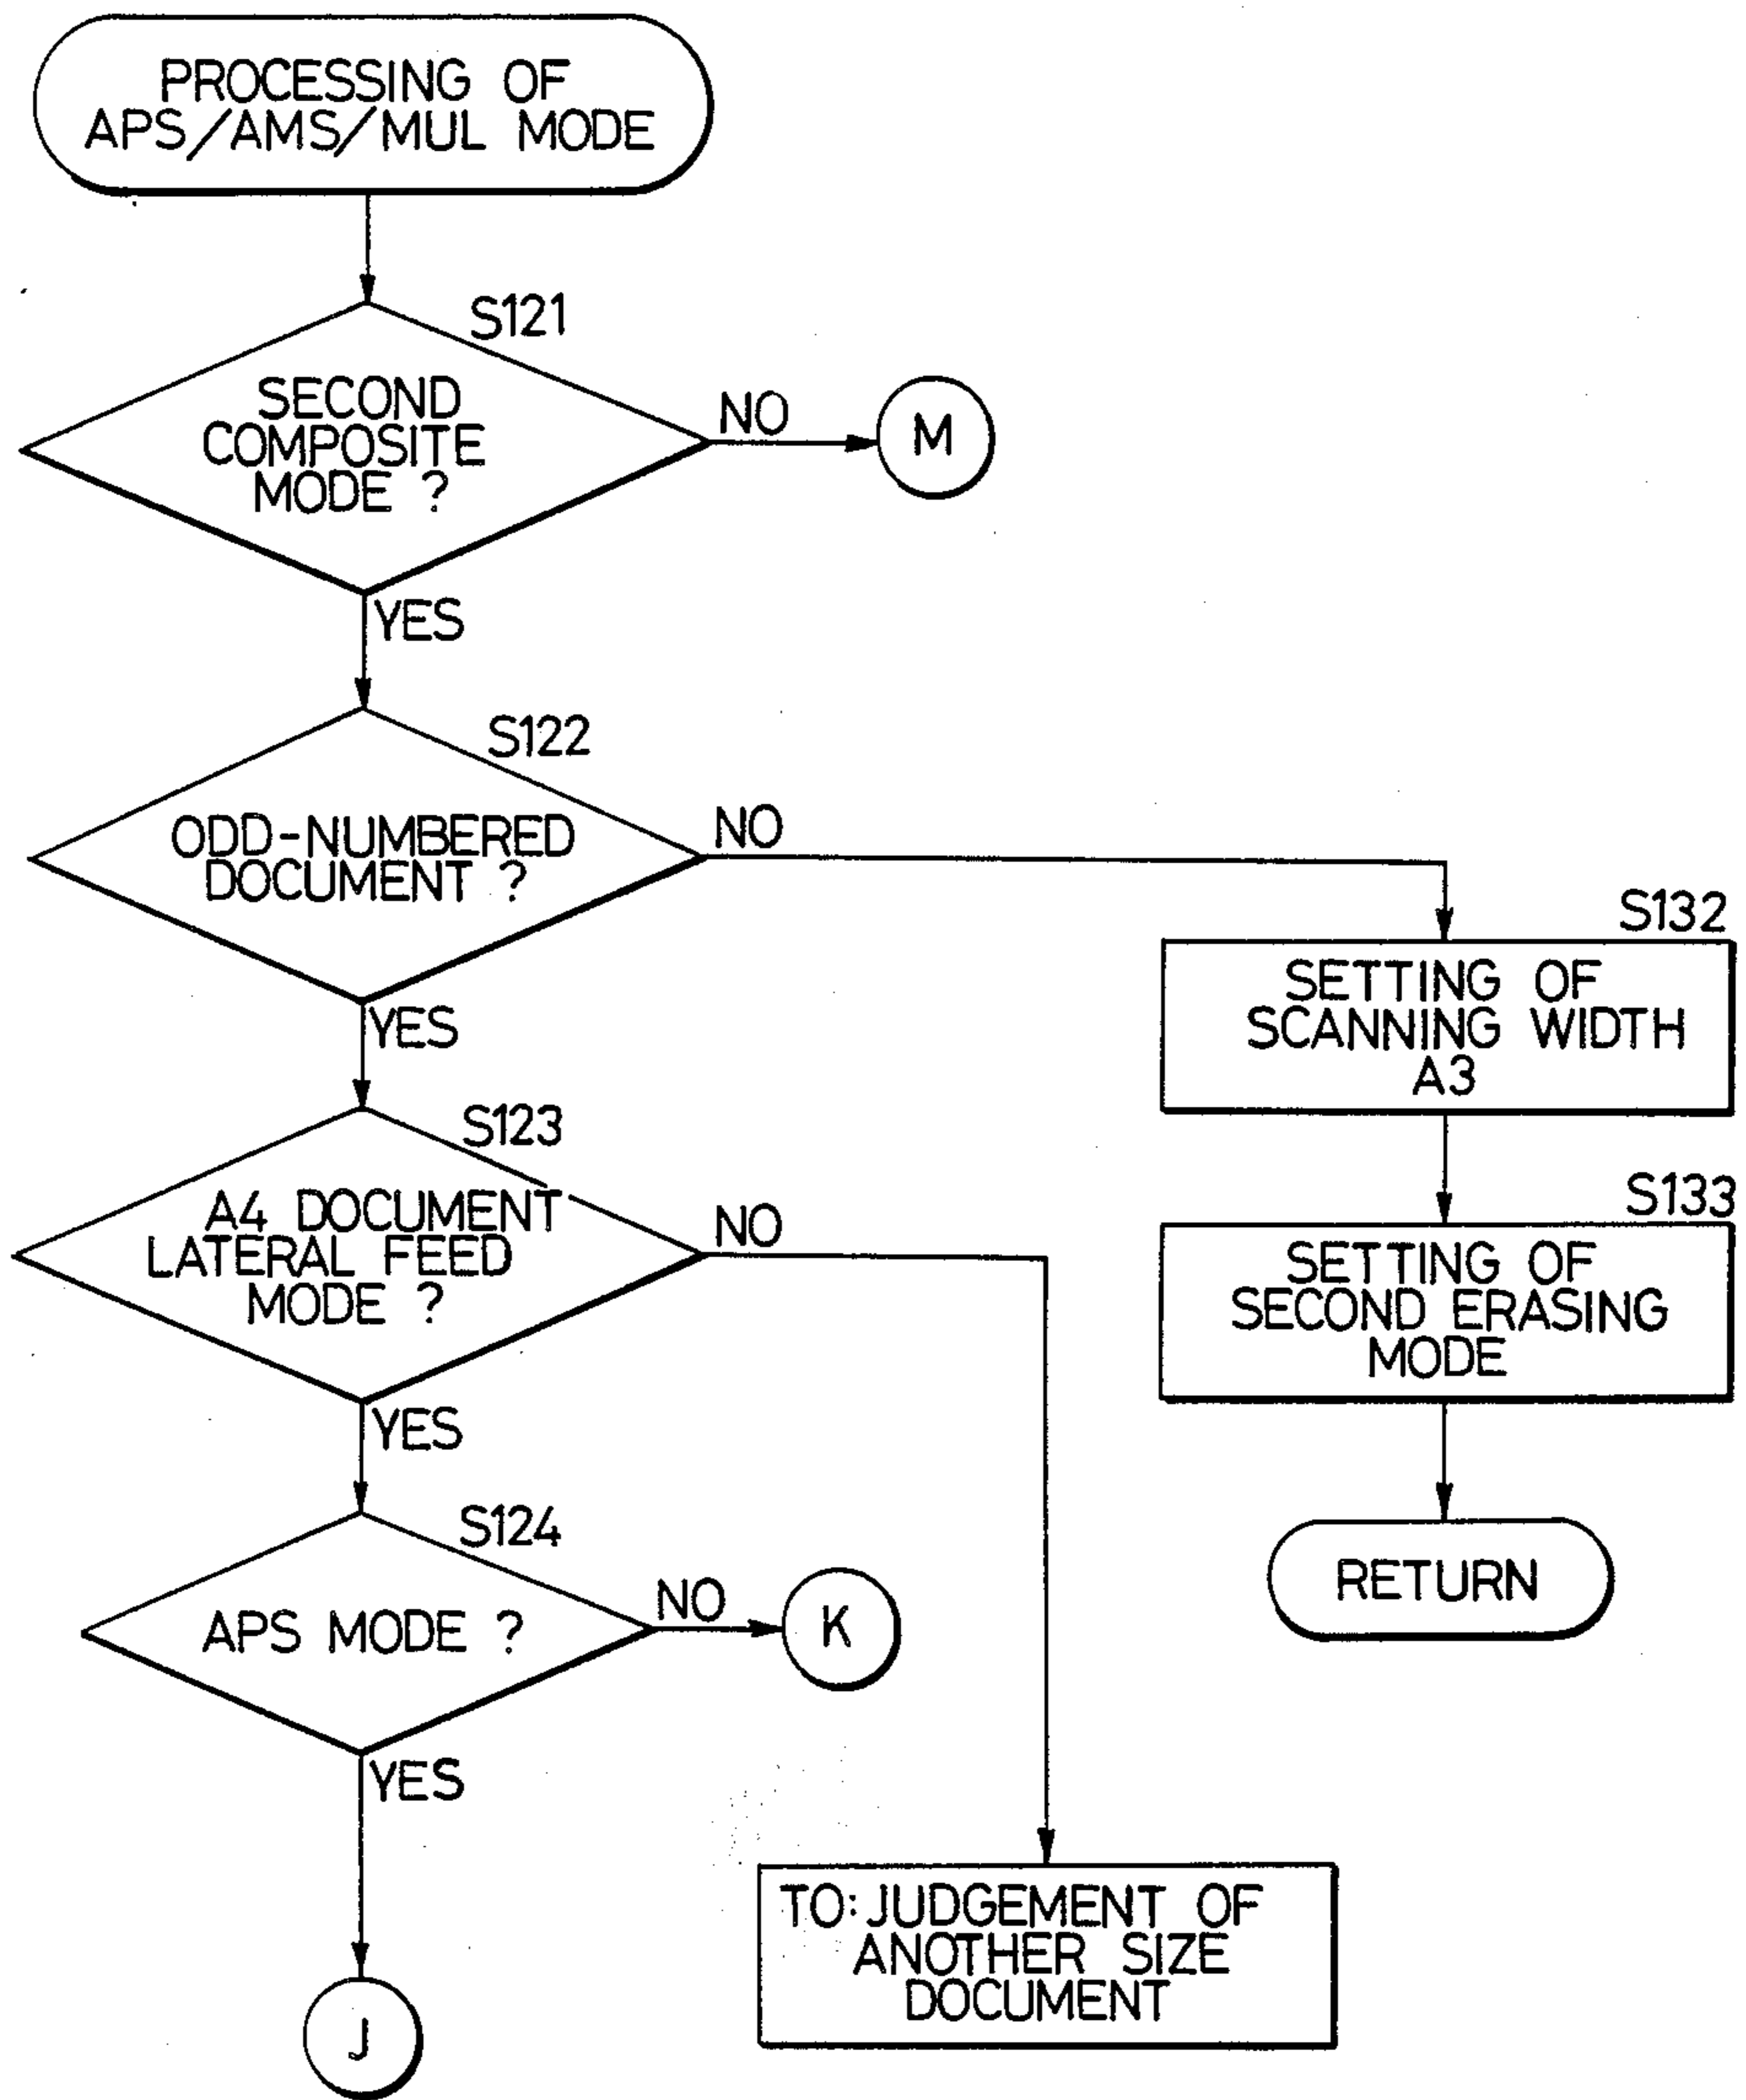 PROCESSING OF
APS/AMS/MUL MODE
S121
SECOND
COMPOSITE
MODE ?
NO
M
YES
S122
ODD-NUMBERED
DOCUMENT ?
NO
YES
S132
SETTING OF
SCANNING WIDTH
A3
S123
A4 DOCUMENT
LATERAL FEED
MODE ?
NO
YES
S133
SETTING OF
SECOND ERASING
MODE
RETURN
S124
APS MODE ?
NO
K
YES
J
TO: JUDGEMENT OF
ANOTHER SIZE
DOCUMENT